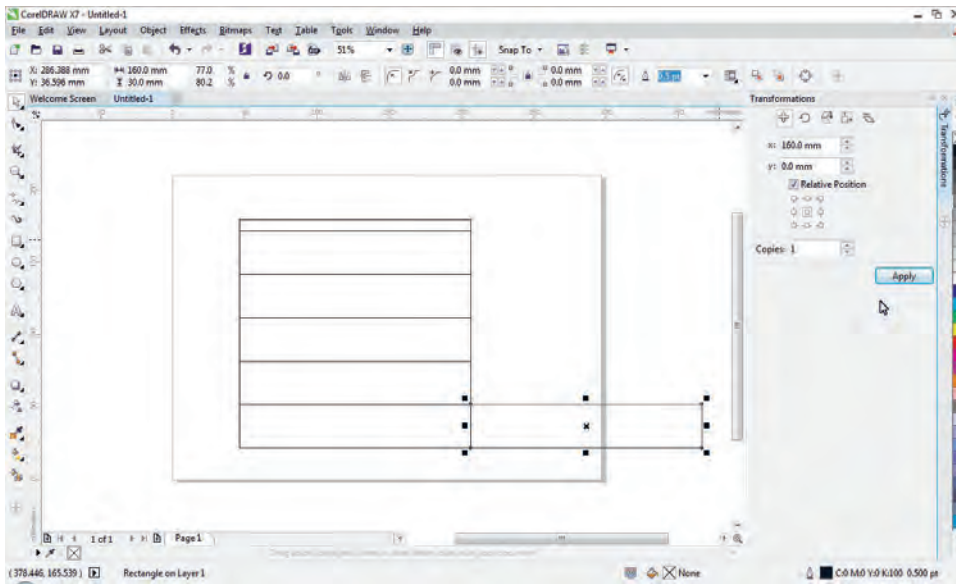 CorelDRAW X7 - Untitled-1
File Edit View Layout Object Effects Bitmaps Text Table Tools Window Help
51% Snap To
X: 286.388 mm 160.0 mm 77.0 % 0.0 ° 0.0 mm 0.0 mm 0.5 pt
Y: 36.596 mm 30.0 mm 80.2 % 0.0 mm 0.0 mm
Welcome Screen Untitled-1
Transformations
x: 160.0 mm
y: 0.0 mm
Relative Position
Copies: 1
Apply
Transformations
1 of 1 Page 1
(378.446, 165.539) Rectangle on Layer 1 None C:0 M:0 Y:0 K:100 0.500 pt